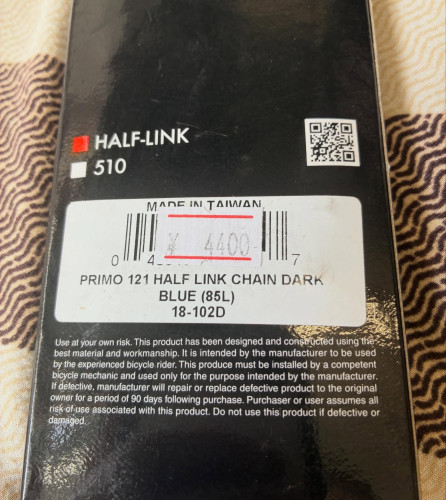 HALF-LINK
510
MADE IN TAIWAN
¥ 4400
0 4 7
PRIMO 121 HALF LINK CHAIN DARK
BLUE (85L)
18-102D
Use at your own risk. This product has been designed and constructed using the
best material and workmanship. It is intended by the manufacturer to be used
by the experienced bicycle rider. This product must be installed by a competent
bicycle mechanic and used only for the purpose intended by the manufacturer.
If defective, manufacturer will repair or replace defective product to the original
owner for a period of 90 days following purchase. Purchaser or user assumes all
risk of use associated with this product. Do not use this product if defective or
damaged.